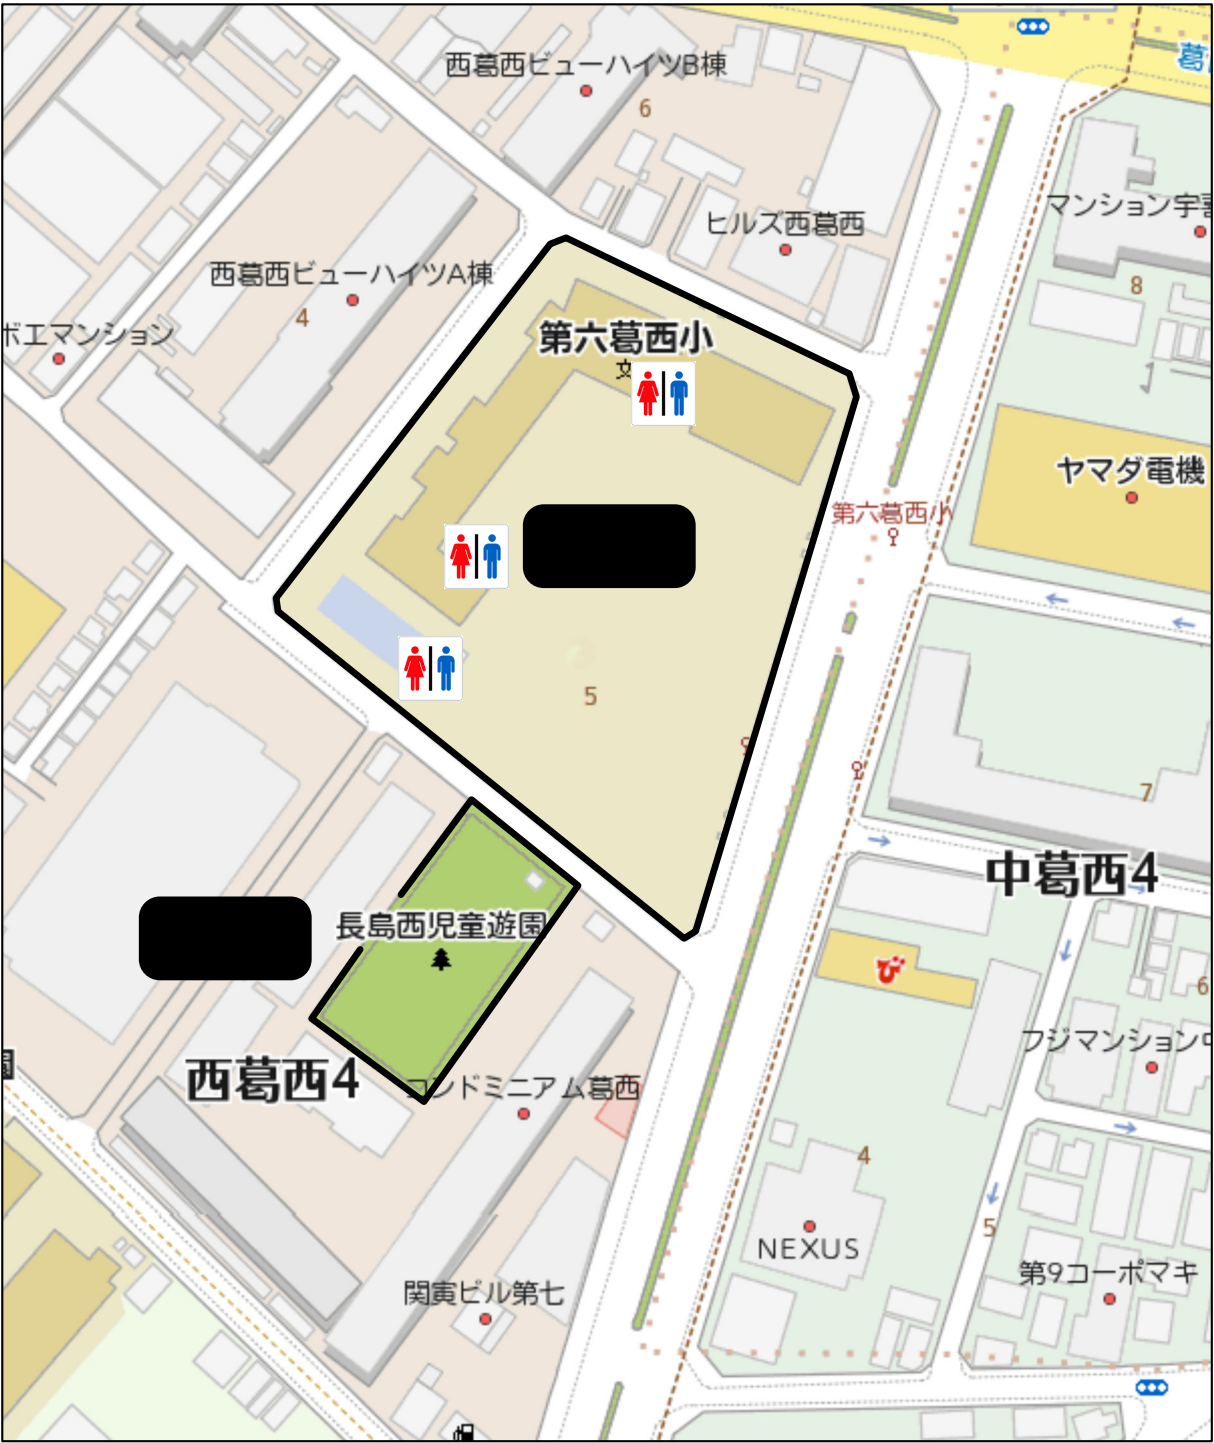 西葛西ビューハイツB棟
6
葛
マンション宇
ヒルズ西葛西
西葛西ビューハイツA棟
4
8
ボエマンション
第六葛西小
文
ヤマダ電機
第六葛西小
5
7
中葛西4
長島西児童遊園
び
6
フジマンション
園
西葛西4
コンドミニアム葛西
4
5
NEXUS
第9コーポマキ
関寅ビル第七